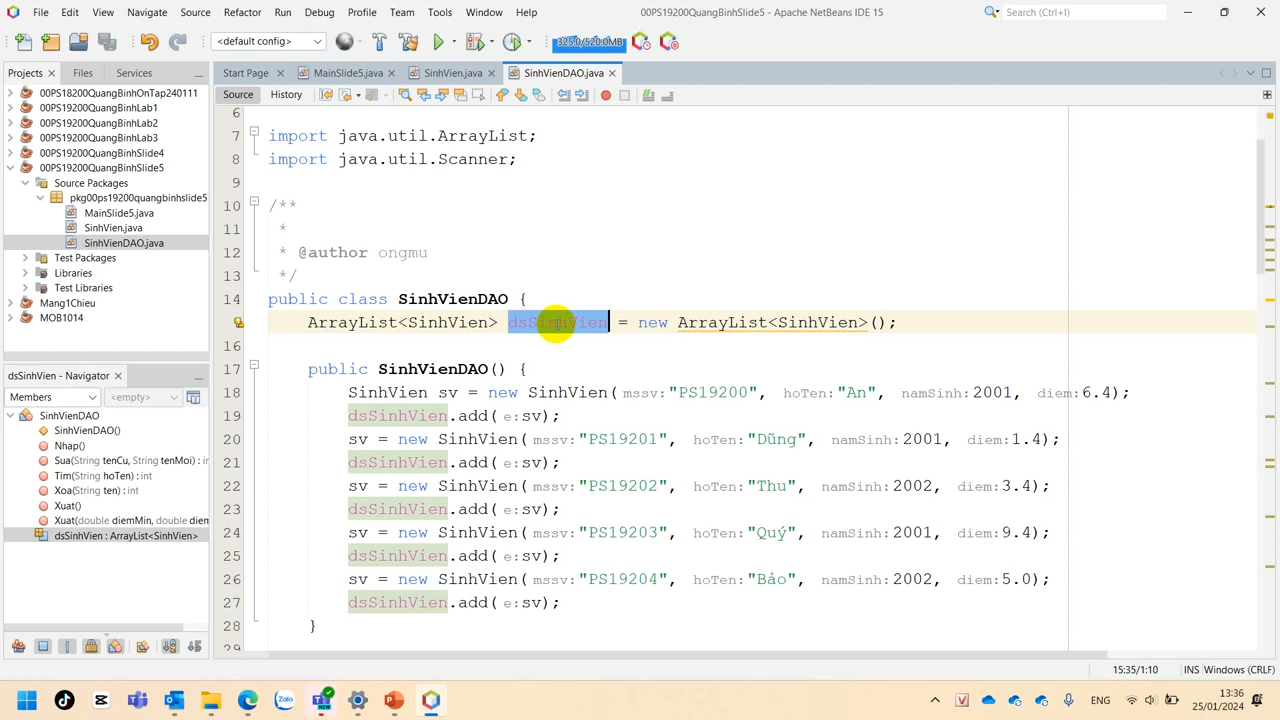 File Edit View Navigate Source Refactor Run Debug Profile Team Tools Window Help
00PS19200QuangBinhSlide5 - Apache NetBeans IDE 15
Search (Ctrl+I)
<default config>
325.0/520.0MB
Projects
Files
Services
00PS18200QuangBinhOnTap240111
00PS19200QuangBinhLab1
00PS19200QuangBinhLab2
00PS19200QuangBinhLab3
00PS19200QuangBinhSlide4
00PS19200QuangBinhSlide5
Source Packages
pkg00ps19200quangbinhslide5
MainSlide5.java
SinhVien.java
SinhVienDAO.java
Test Packages
Libraries
Test Libraries
Mang1Chieu
MOB1014
dsSinhVien - Navigator
Members
<empty>
SinhVienDAO
SinhVienDAO()
Nhap()
Sua(String tenCu, String tenMoi) : ir
Tim(String hoTen) : int
Xoa(String ten) : int
Xuat()
Xuat(double diemMin, double diem
dsSinhVien : ArrayList<SinhVien>
Start Page
MainSlide5.java
SinhVien.java
SinhVienDAO.java
Source
History
6
7 import java.util.ArrayList;
8 import java.util.Scanner;
9
10 /**
11 *
12 * @author ongmu
13 */
14 public class SinhVienDAO {
ArrayList<SinhVien> dsSinhVien = new ArrayList<SinhVien>();
16
17 public SinhVienDAO() {
18 SinhVien sv = new SinhVien( mssv:"PS19200", hoTen:"An", namSinh:2001, diem:6.4);
19 dsSinhVien.add( e:sv);
20 sv = new SinhVien( mssv:"PS19201", hoTen:"Dũng", namSinh:2001, diem:1.4);
21 dsSinhVien.add( e:sv);
22 sv = new SinhVien( mssv:"PS19202", hoTen:"Thu", namSinh:2002, diem:3.4);
23 dsSinhVien.add( e:sv);
24 sv = new SinhVien( mssv:"PS19203", hoTen:"Quý", namSinh:2001, diem:9.4);
25 dsSinhVien.add( e:sv);
26 sv = new SinhVien( mssv:"PS19204", hoTen:"Bảo", namSinh:2002, diem:5.0);
27 dsSinhVien.add( e:sv);
28 }
29
15:35/1:10 INS Windows (CRLF)
Zalo
NEW
ENG
13:36
25/01/2024